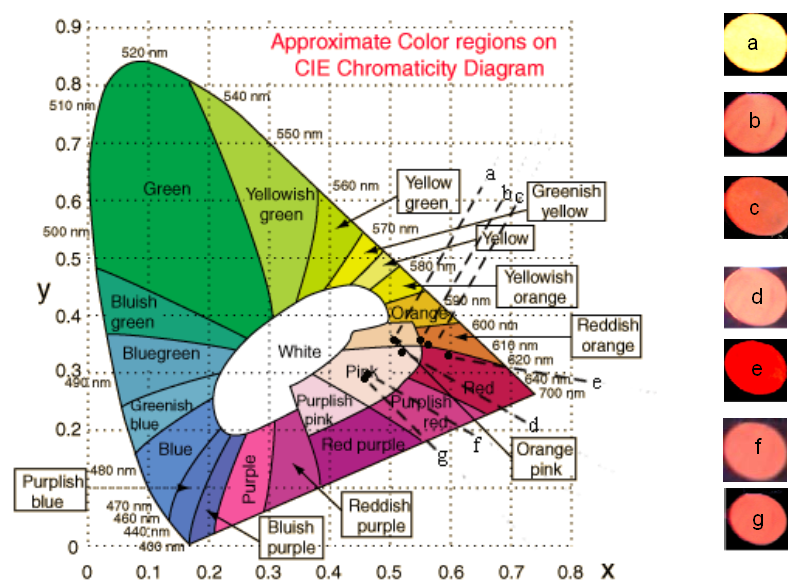 Approximate Color regions on
CIE Chromaticity Diagram
0.9
0.8
0.7
0.6
0.5
0.4
0.3
0.2
0.1
0
y
0
0.1
0.2
0.3
0.4
0.5
0.6
0.7
0.8
x
520 nm
510 nm
540 nm
550 nm
560 nm
570 nm
580 nm
590 nm
600 nm
610 nm
620 nm
640 nm
700 nm
500 nm
490 nm
480 nm
470 nm
460 nm
440 nm
400 nm
Green
Yellowish
green
Yellow
green
Greenish
yellow
Yellow
Yellowish
orange
Orange
Reddish
orange
Bluish
green
Bluegreen
Greenish
blue
Blue
Purplish
blue
White
Pink
Purplish
pink
Red
Purplish
red
Red purple
Orange
pink
Purple
Reddish
purple
Bluish
purple
a
b
c
d
e
f
g
a
b
c
d
e
f
g